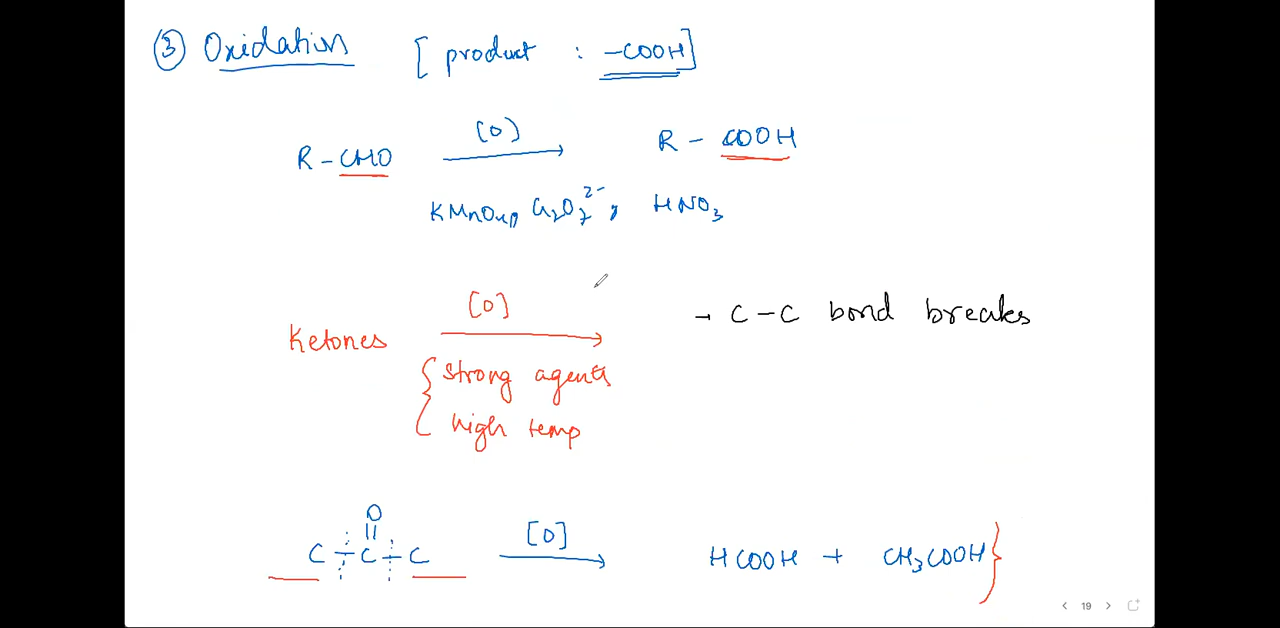 ③ Oxidation [product : -COOH]
R-CHO [O] R-COOH
KMnO4, Cr2O7 2-, HNO3
Ketones [O] → C-C bond breaks
strong agents
high temp
O
C-C-C [O] HCOOH + CH3COOH
< 19 >